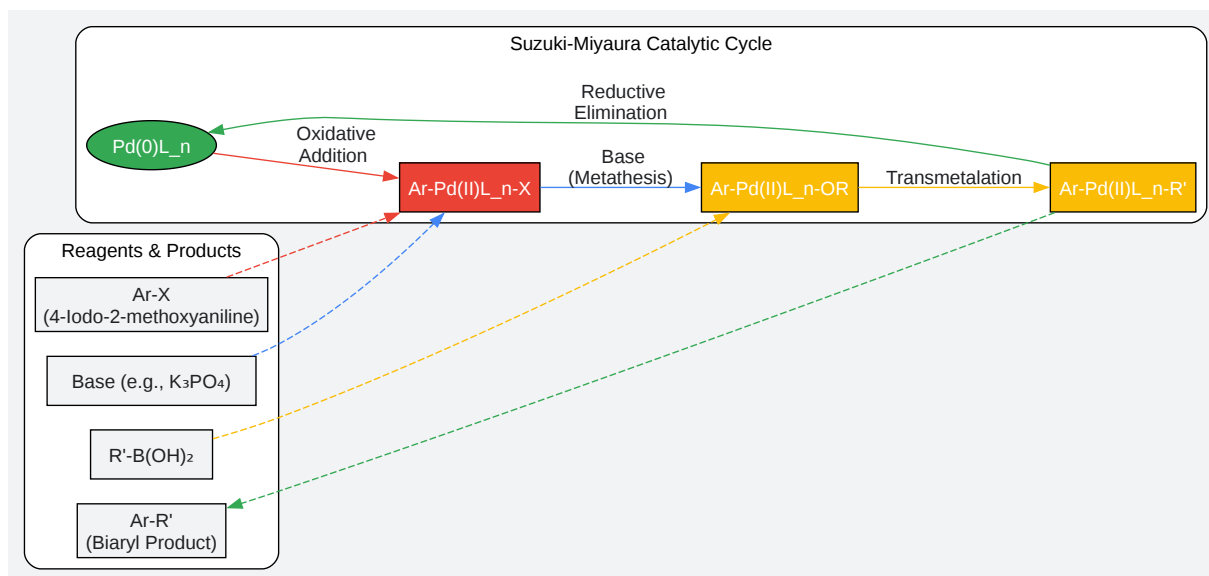 Suzuki-Miyaura Catalytic Cycle
Reductive
Elimination
Oxidative
Addition
Pd(0)L_n
Base
(Metathesis)
Transmetalation
Ar-Pd(II)L_n-X
Ar-Pd(II)L_n-OR
Ar-Pd(II)L_n-R'
Reagents & Products
Ar-X
(4-Iodo-2-methoxyaniline)
Base (e.g., K₃PO₄)
R'-B(OH)₂
Ar-R'
(Biaryl Product)